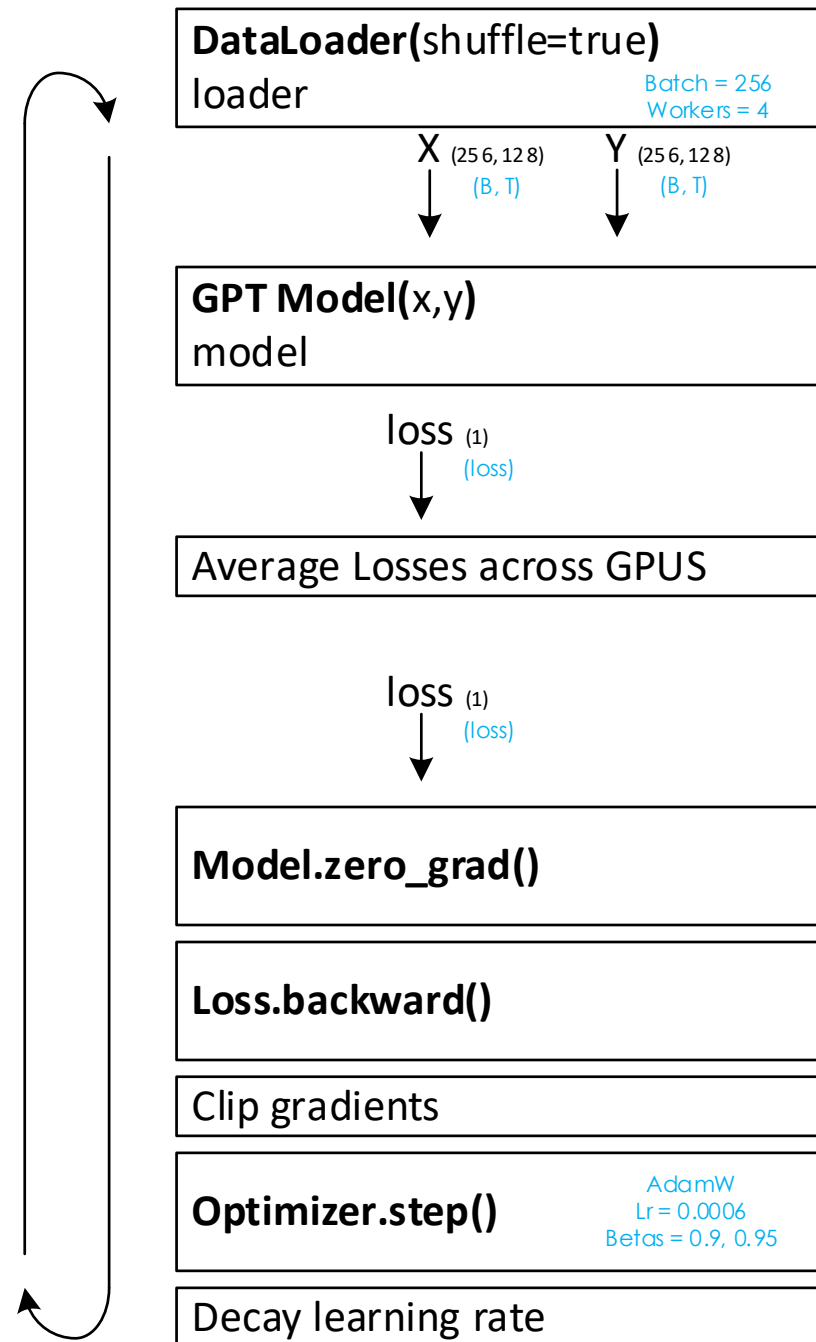 DataLoader(shuffle=true)
loader
Batch = 256
Workers = 4
X (256,128)
(B, T)
Y (256,128)
(B, T)
GPT Model(x,y)
model
loss (1)
(loss)
Average Losses across GPUS
loss (1)
(loss)
Model.zero_grad()
Loss.backward()
Clip gradients
Optimizer.step()
AdamW
Lr = 0.0006
Betas = 0.9, 0.95
Decay learning rate